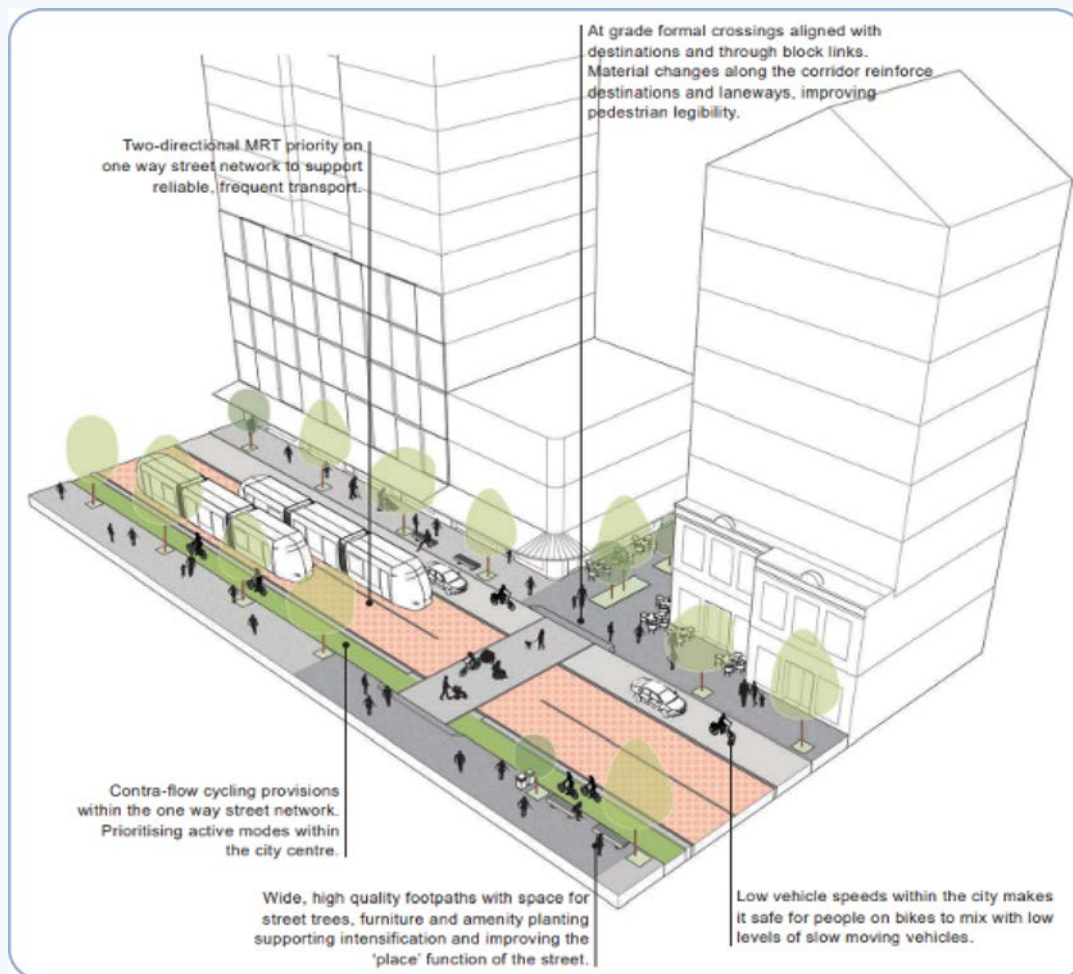 At grade formal crossings aligned with
destinations and through block links.
Material changes along the corridor reinforce
destinations and laneways, improving
pedestrian legibility.
Two-directional MRT priority on
one way street network to support
reliable, frequent transport.
Contra-flow cycling provisions
within the one way street network.
Prioritising active modes within
the city centre.
Wide, high quality footpaths with space for
street trees, furniture and amenity planting
supporting intensification and improving the
'place' function of the street.
Low vehicle speeds within the city makes
it safe for people on bikes to mix with low
levels of slow moving vehicles.